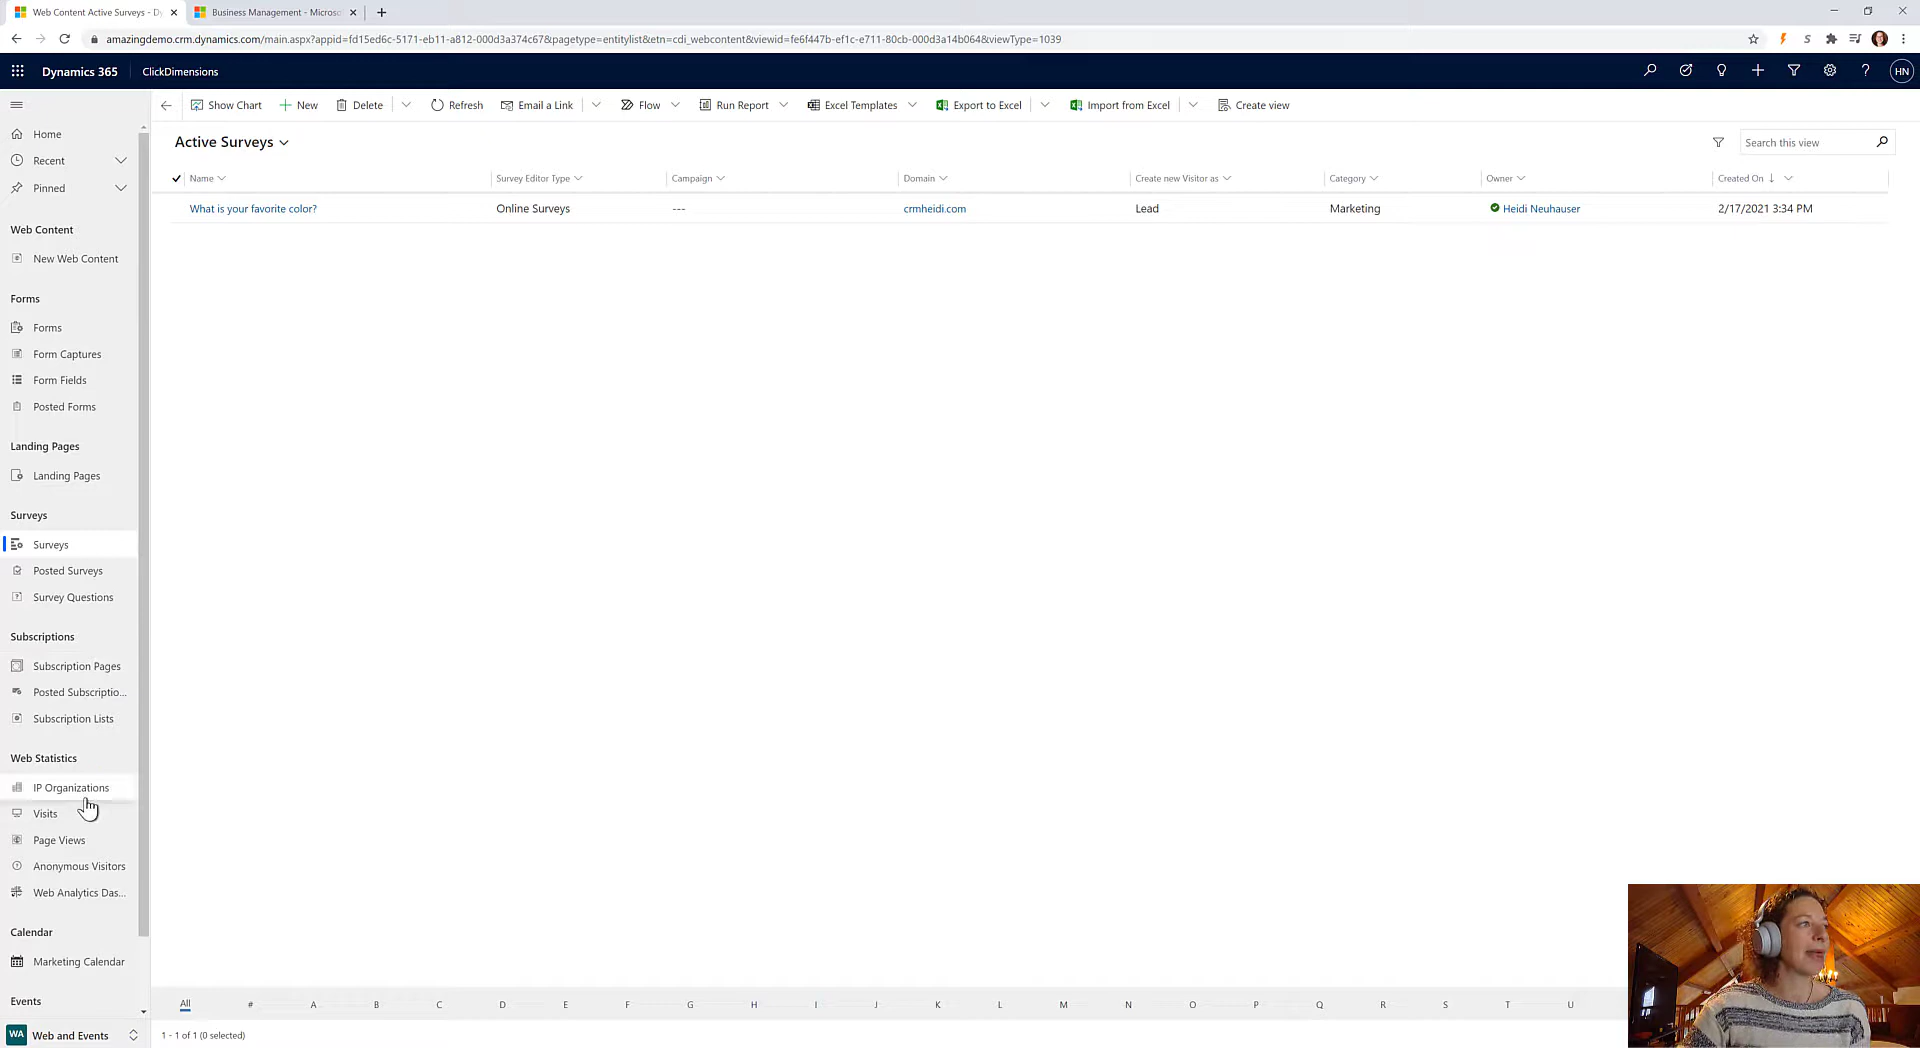 Web Content Active Surveys - Dy
Business Management - Microso
amazingdemo.crm.dynamics.com/main.aspx?appid=fd15ed6c-5171-eb11-a812-000d3a374c67&pagetype=entitylist&etn=cdi_webcontent&viewid=fe6f447b-ef1c-e711-80cb-000d3a14b064&viewType=1039
Dynamics 365 ClickDimensions HN
Show Chart New Delete Refresh Email a Link Flow Run Report Excel Templates Export to Excel Import from Excel Create view
Home
Recent
Pinned
Web Content
New Web Content
Forms
Forms
Form Captures
Form Fields
Posted Forms
Landing Pages
Landing Pages
Surveys
Surveys
Posted Surveys
Survey Questions
Subscriptions
Subscription Pages
Posted Subscriptio...
Subscription Lists
Web Statistics
IP Organizations
Visits
Page Views
Anonymous Visitors
Web Analytics Das...
Calendar
Marketing Calendar
Events
WA Web and Events
Active Surveys
Search this view
Name Survey Editor Type Campaign Domain Create new Visitor as Category Owner Created On
What is your favorite color? Online Surveys --- crmheidi.com Lead Marketing Heidi Neuhauser 2/17/2021 3:34 PM
All # A B C D E F G H I J K L M N O P Q R S T U
1 - 1 of 1 (0 selected)